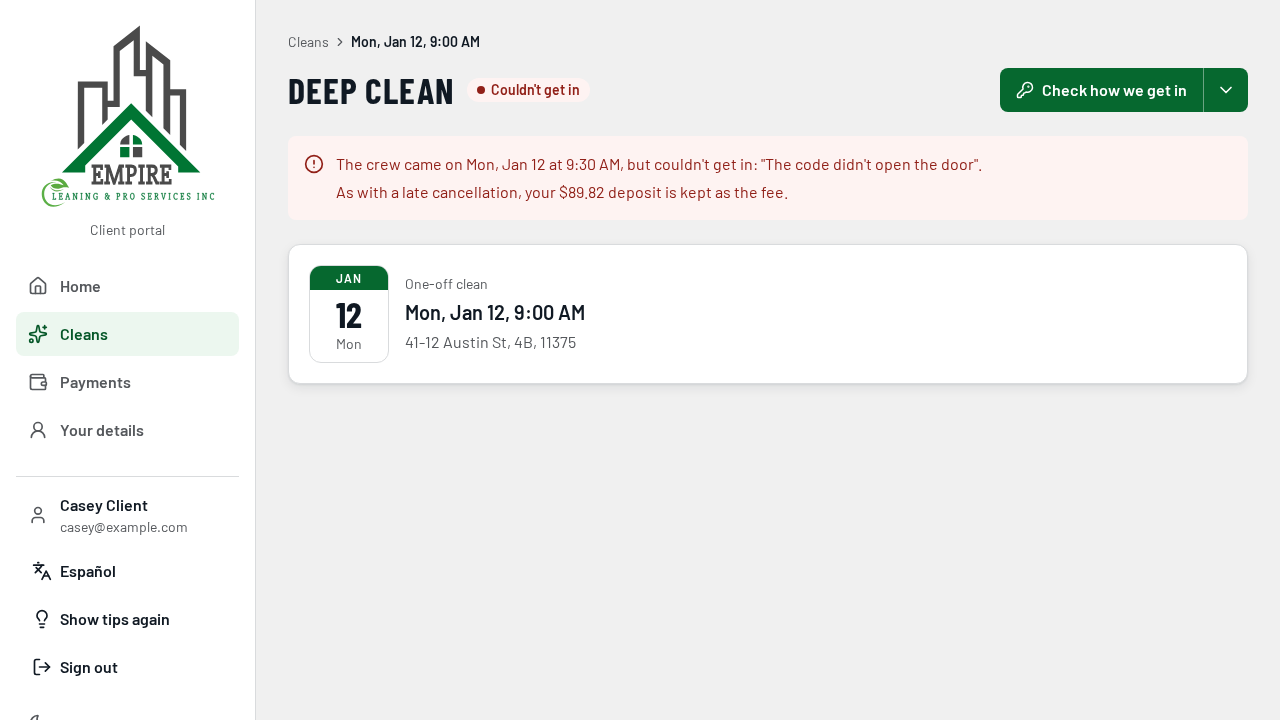 EMPIRE
LEANING & PRO SERVICES INC
Client portal
Home
Cleans
Payments
Your details
Casey Client
casey@example.com
Español
Show tips again
Sign out
Cleans > Mon, Jan 12, 9:00 AM
DEEP CLEAN
Couldn't get in
Check how we get in
The crew came on Mon, Jan 12 at 9:30 AM, but couldn't get in: "The code didn't open the door".
As with a late cancellation, your $89.82 deposit is kept as the fee.
JAN
12
Mon
One-off clean
Mon, Jan 12, 9:00 AM
41-12 Austin St, 4B, 11375